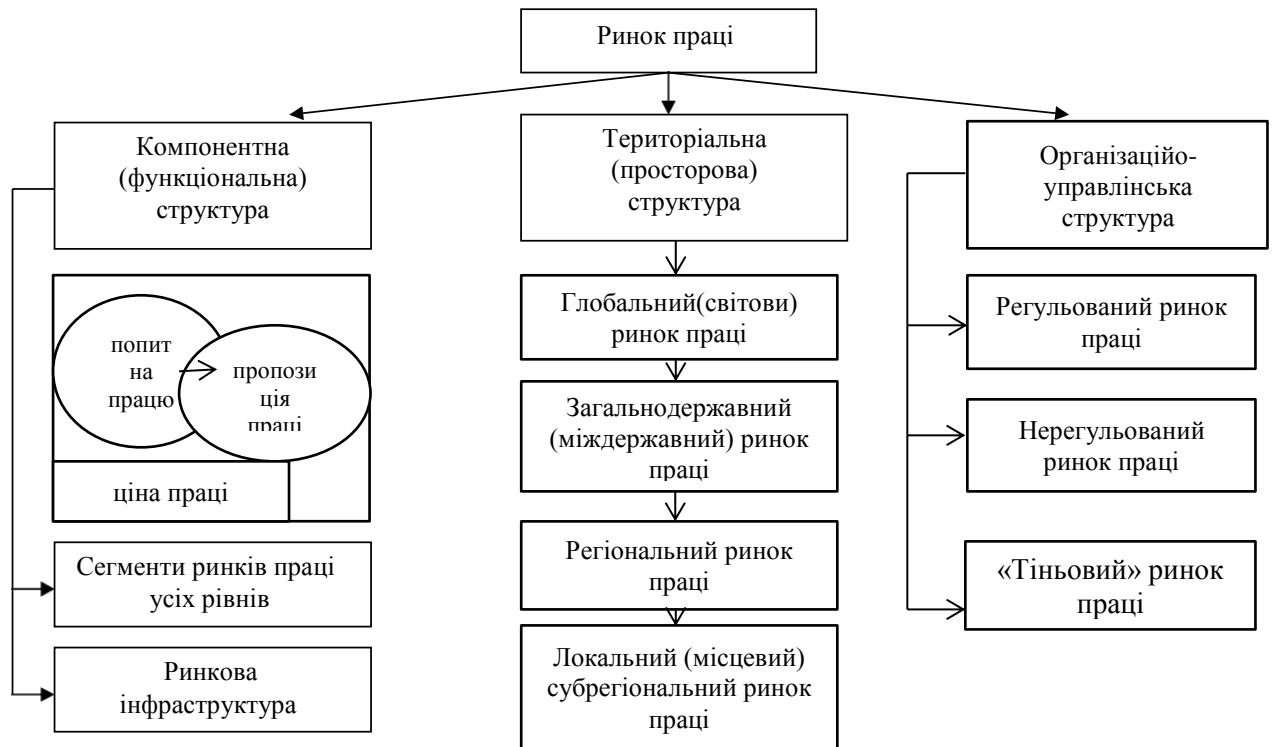 Ринок праці
Компонентна
(функціональна)
структура
Територіальна
(просторова)
структура
Організаційо-
управлінська
структура
попит
на
працю
пропози
ція
праці
ціна праці
Сегменти ринків праці
усіх рівнів
Ринкова
інфраструктура
Глобальний(світови)
ринок праці
Загальнодержавний
(міждержавний) ринок
праці
Регіональний ринок
праці
Локальний (місцевий)
субрегіональний ринок
праці
Регульований ринок
праці
Нерегульований
ринок праці
«Тіньовий» ринок
праці